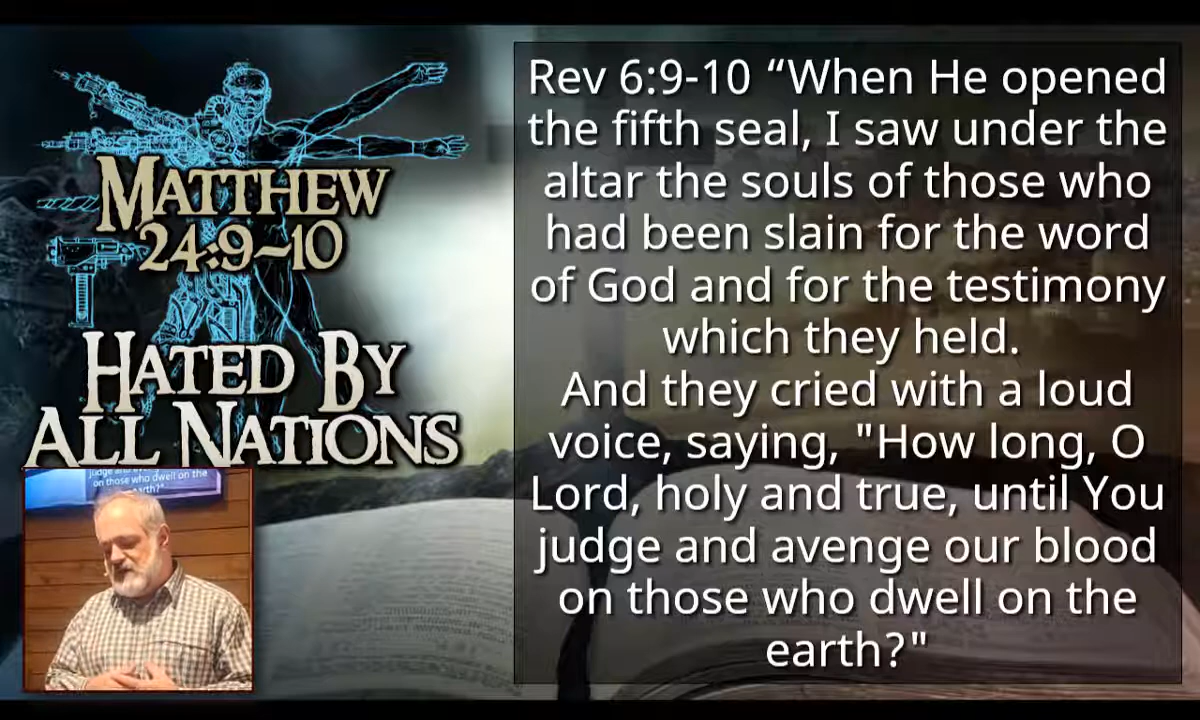 MATTHEW
24:9~10
HATED BY
ALL NATIONS
judge and
on those who dwell on the
earth?"
Rev 6:9-10 “When He opened
the fifth seal, I saw under the
altar the souls of those who
had been slain for the word
of God and for the testimony
which they held.
And they cried with a loud
voice, saying, "How long, O
Lord, holy and true, until You
judge and avenge our blood
on those who dwell on the
earth?"